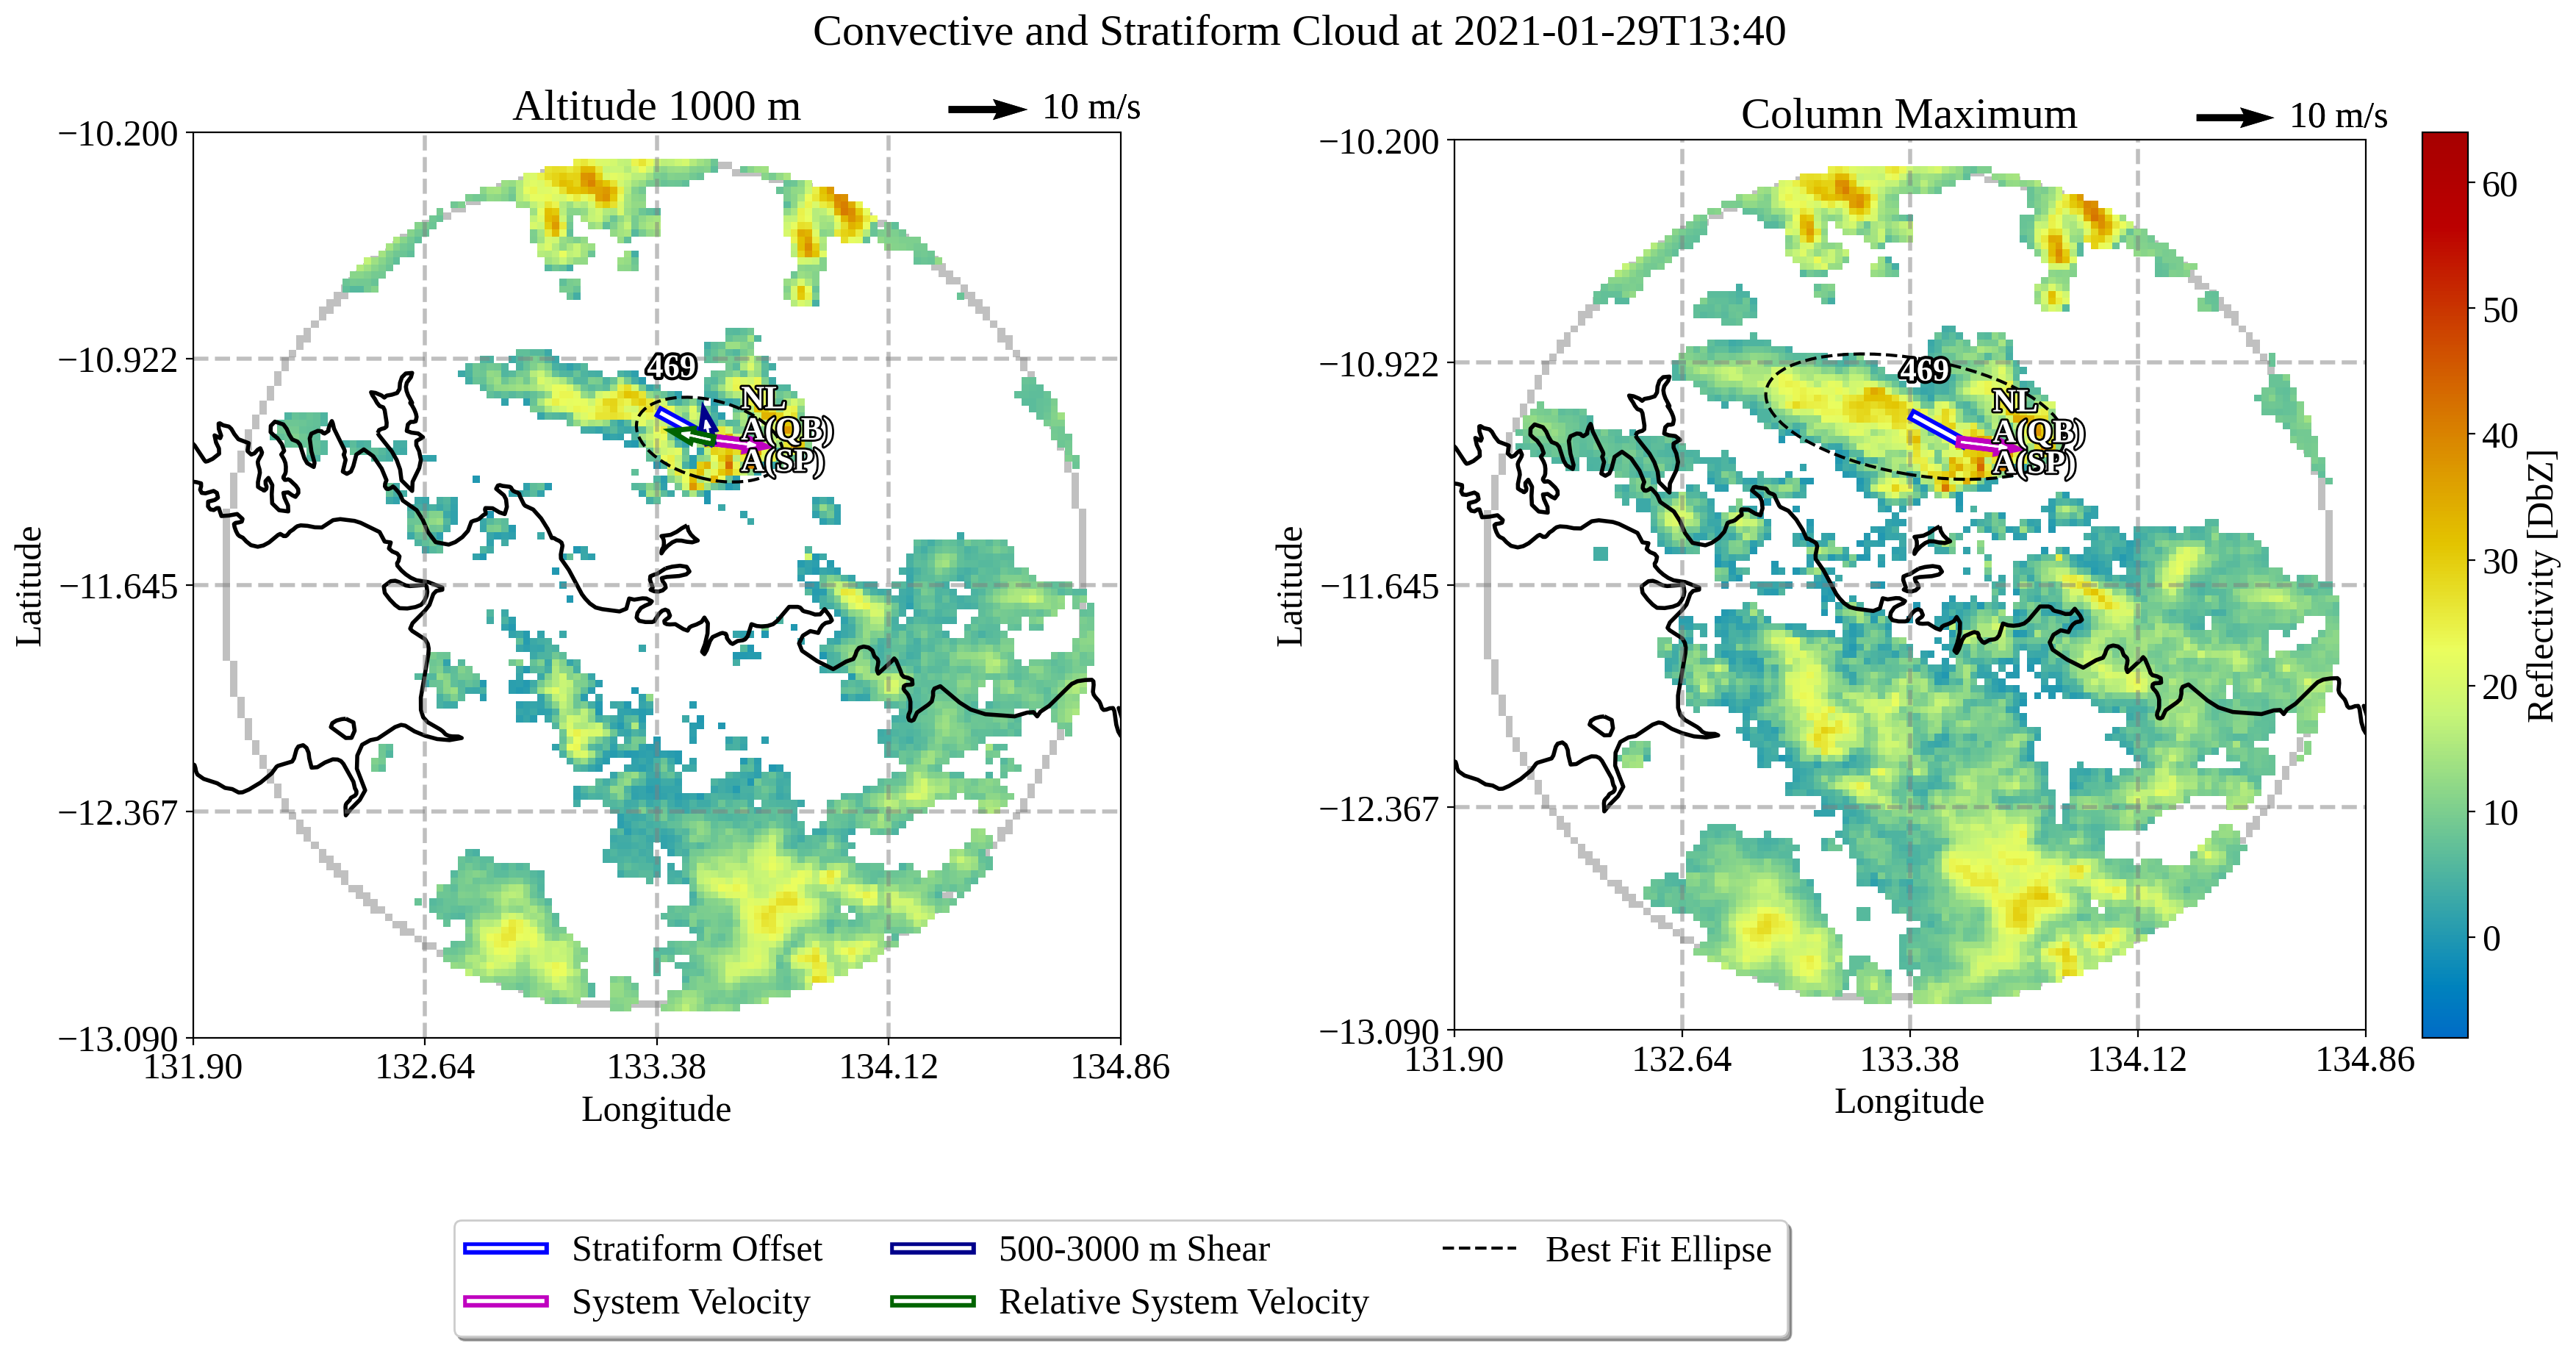 Convective and Stratiform Cloud at 2021-01-29T13:40
Altitude 1000 m
10 m/s
−10.200
−10.922
−11.645
−12.367
−13.090
131.90
132.64
133.38
134.12
134.86
Latitude
Longitude
469
NL
A(QB)
A(SP)
Column Maximum
10 m/s
−10.200
−10.922
−11.645
−12.367
−13.090
131.90
132.64
133.38
134.12
134.86
Latitude
Longitude
469
NL
A(QB)
A(SP)
60
50
40
30
20
10
0
Reflectivity [DbZ]
Stratiform Offset
System Velocity
500-3000 m Shear
Relative System Velocity
Best Fit Ellipse